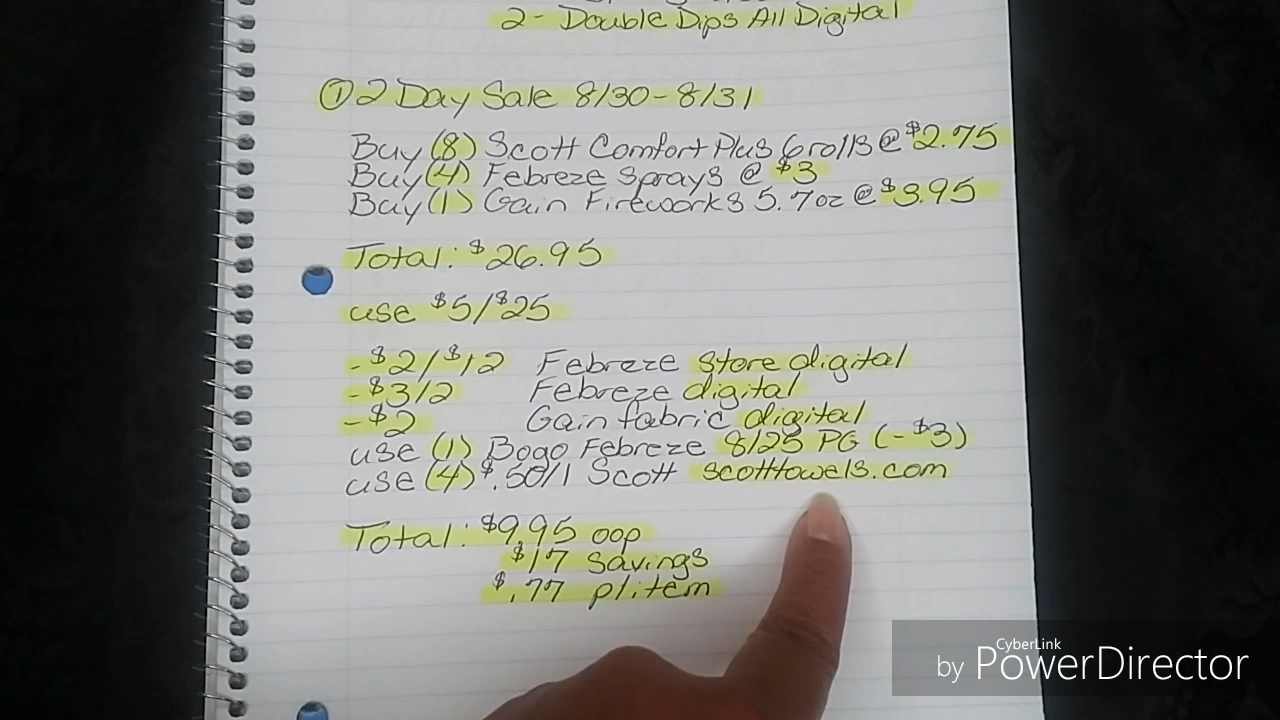 2- Double Dips All Digital
① 2 Day Sale 8/30-8/31
Buy (8) Scott Comfort Plus 6rolls @ $2.75
Buy (4) Febreze Sprays @ $3
Buy (1) Gain Fireworks 5.7oz @ $3.95
Total: $26.95
use $5/$25
-$2/$12 Febreze store digital
-$3/2 Febreze digital
-$2 Gain fabric digital
use (1) Bogo Febreze 8/25 PG (-$3)
use (4) $.50/1 Scott scotttowels.com
Total: $9.95 oop
$17 Savings
$.77 p/item
CyberLink
by PowerDirector